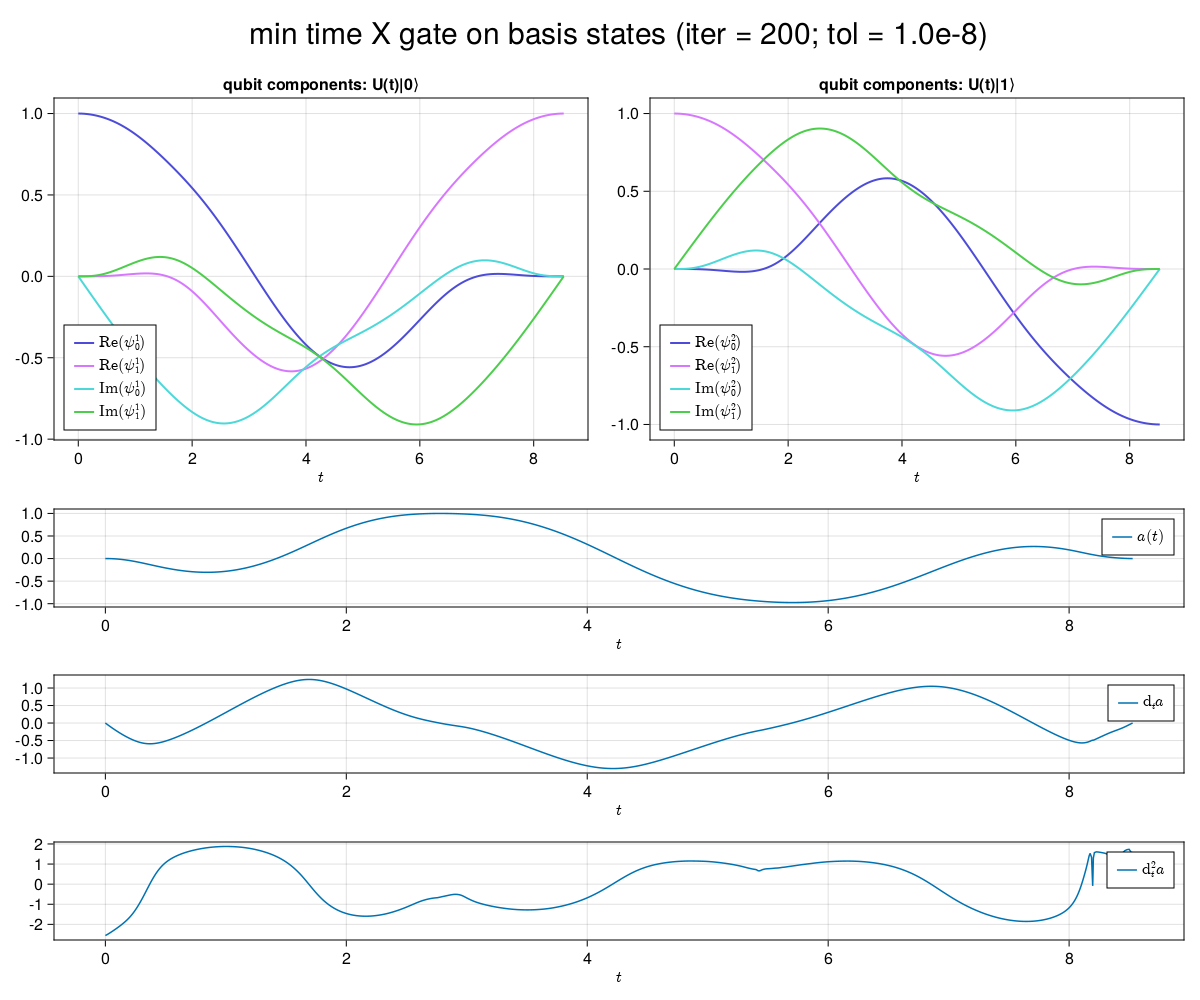 min time X gate on basis states (iter = 200; tol = 1.0e-8)
qubit components: U(t)|0⟩
1.0
0.5
0.0
-0.5
-1.0
Re(ψ₀¹)
Re(ψ₁¹)
Im(ψ₀¹)
Im(ψ₁¹)
0 2 4 6 8
t
qubit components: U(t)|1⟩
1.0
0.5
0.0
-0.5
-1.0
Re(ψ₀²)
Re(ψ₁²)
Im(ψ₀²)
Im(ψ₁²)
0 2 4 6 8
t
1.0
0.5
0.0
-0.5
-1.0
a(t)
0 2 4 6 8
t
1.0
0.5
0.0
-0.5
-1.0
dₜa
0 2 4 6 8
t
2
1
0
-1
-2
dₜ²a
0 2 4 6 8
t